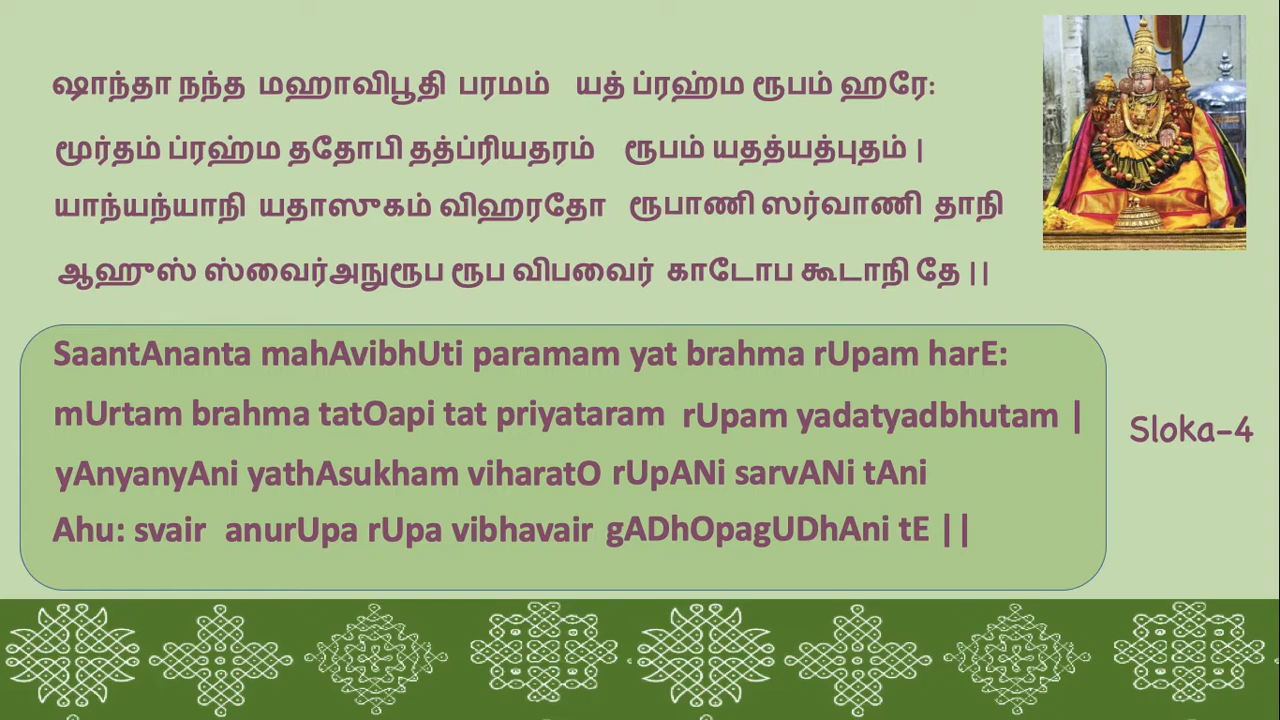 ஷாந்தா நந்த மஹாவிபூதி பரமம் யத் ப்ரஹ்ம ரூபம் ஹரே:
மூர்தம் ப்ரஹ்ம ததோபி தத்ப்ரியதரம் ரூபம் யதத்யத்புதம் |
யாந்யந்யாநி யதாஸுகம் விஹரதோ ரூபாணி ஸர்வாணி தாநி
ஆஹுஸ் ஸ்வைர்அநுரூப ரூப விபவைர் காடோப கூடாநி தே ||
SaantAnanta mahAvibhUti paramam yat brahma rUpam harE:
mUrtam brahma tatOapi tat priyataram rUpam yadatyadbhutam |
yAnyanyAni yathAsukham viharatO rUpANi sarvANi tAni
Ahu: svair anurUpa rUpa vibhavair gADhOpagUDhAni tE ||
Sloka-4